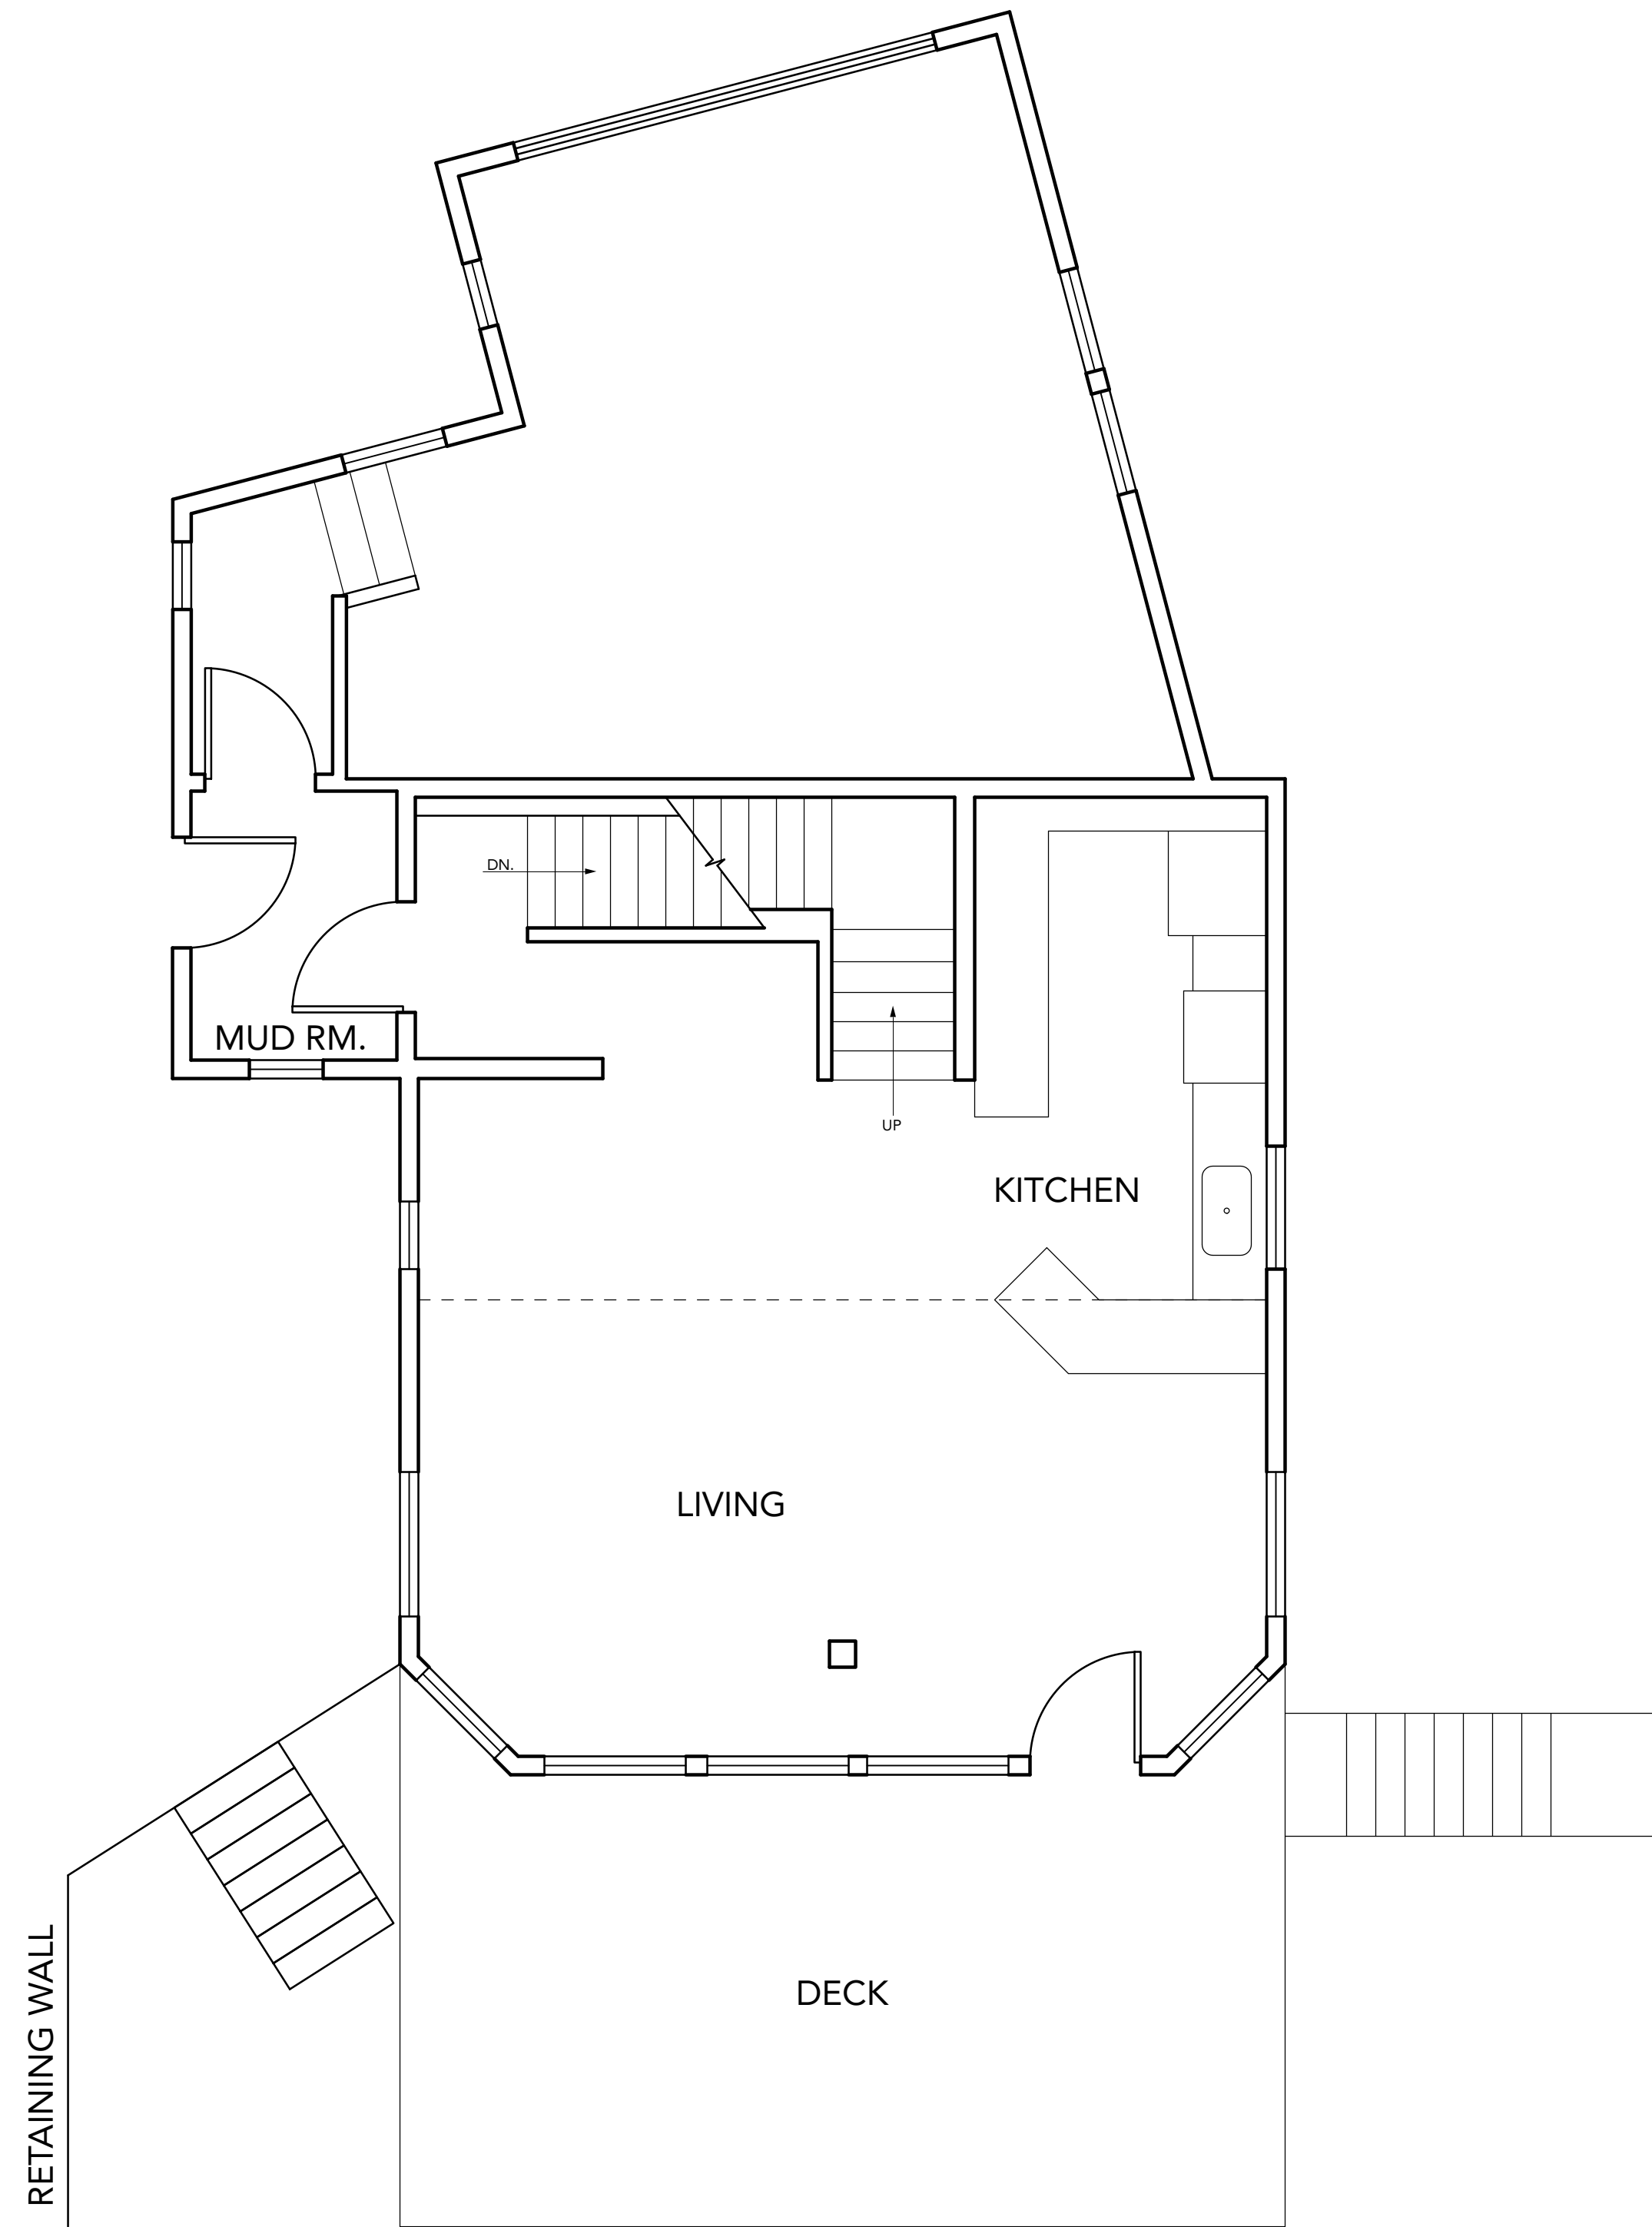 DN.
MUD RM.
UP
KITCHEN
LIVING
DECK
RETAINING WALL